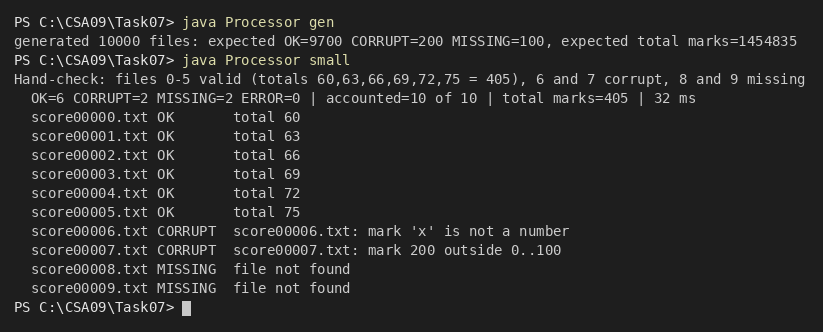 PS C:\CSA09\Task07> java Processor gen
generated 10000 files: expected OK=9700 CORRUPT=200 MISSING=100, expected total marks=1454835
PS C:\CSA09\Task07> java Processor small
Hand-check: files 0-5 valid (totals 60,63,66,69,72,75 = 405), 6 and 7 corrupt, 8 and 9 missing
  OK=6 CORRUPT=2 MISSING=2 ERROR=0 | accounted=10 of 10 | total marks=405 | 32 ms
  score00000.txt OK       total 60
  score00001.txt OK       total 63
  score00002.txt OK       total 66
  score00003.txt OK       total 69
  score00004.txt OK       total 72
  score00005.txt OK       total 75
  score00006.txt CORRUPT  score00006.txt: mark 'x' is not a number
  score00007.txt CORRUPT  score00007.txt: mark 200 outside 0..100
  score00008.txt MISSING  file not found
  score00009.txt MISSING  file not found
PS C:\CSA09\Task07>